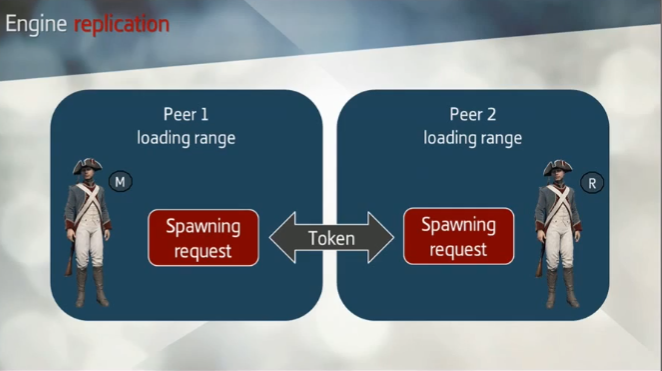 Engine replication
Peer 1
loading range
M
Spawning
request
Token
Peer 2
loading range
R
Spawning
request